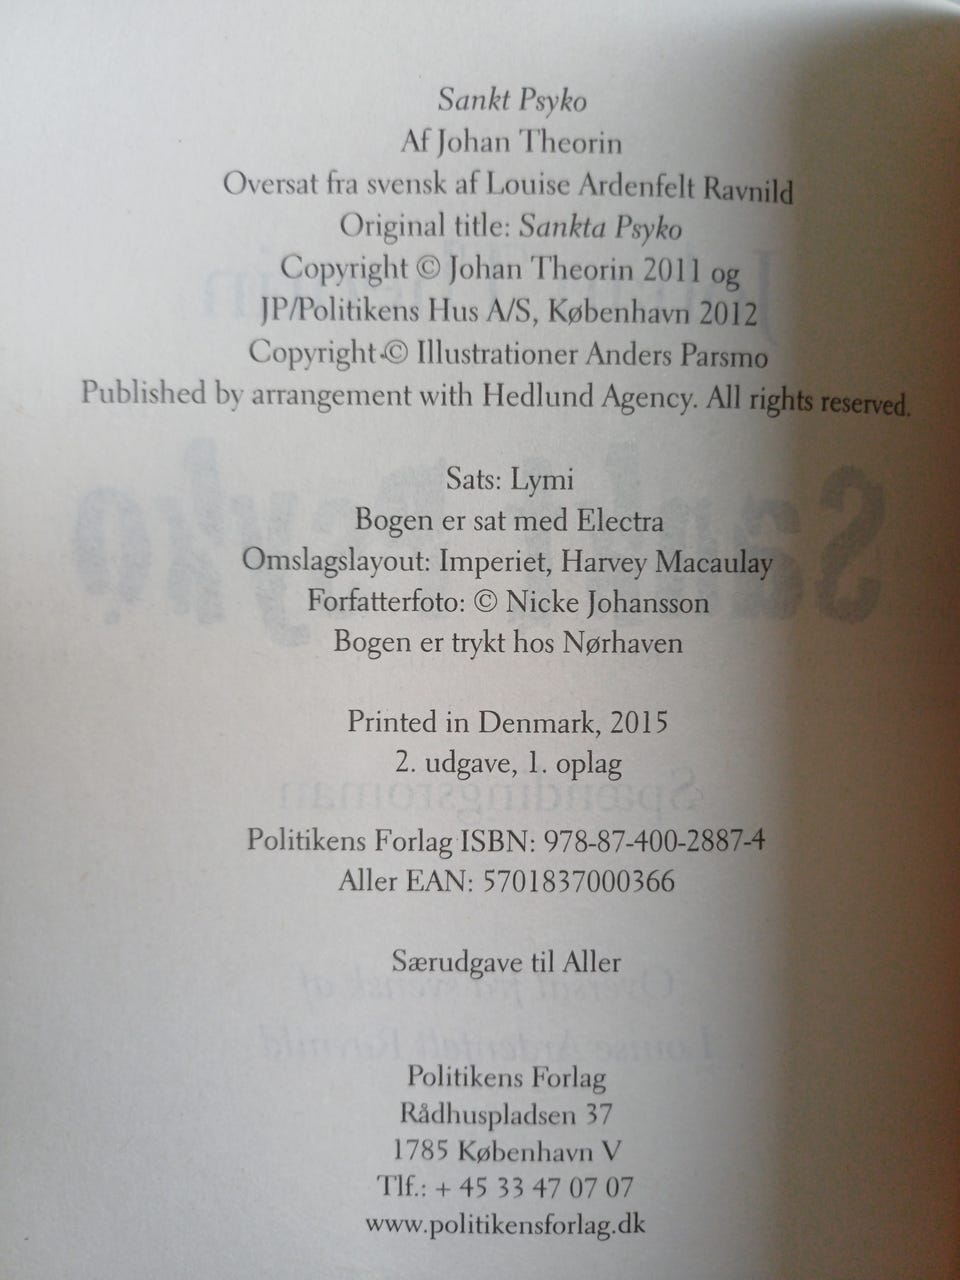 Sankt Psyko
Af Johan Theorin
Oversat fra svensk af Louise Ardenfelt Ravnild
Original title: Sankta Psyko
Copyright © Johan Theorin 2011 og
JP/Politikens Hus A/S, København 2012
Copyright © Illustrationer Anders Parsmo
Published by arrangement with Hedlund Agency. All rights reserved.
Sats: Lymi
Bogen er sat med Electra
Omslagslayout: Imperiet, Harvey Macaulay
Forfatterfoto: © Nicke Johansson
Bogen er trykt hos Nørhaven
Printed in Denmark, 2015
2. udgave, 1. oplag
Politikens Forlag ISBN: 978-87-400-2887-4
Aller EAN: 5701837000366
Særudgave til Aller
Politikens Forlag
Rådhuspladsen 37
1785 København V
Tlf.: + 45 33 47 07 07
www.politikensforlag.dk